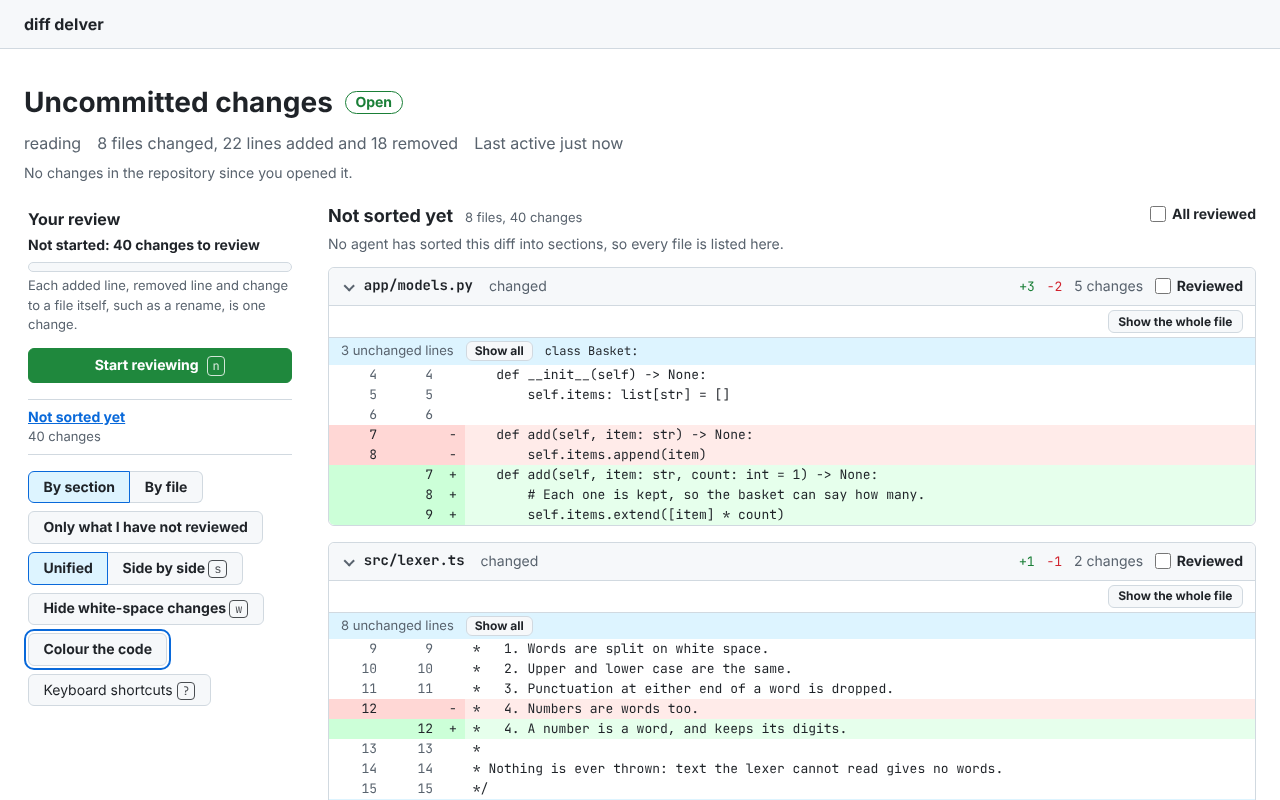 diff delver
Uncommitted changes Open
reading 8 files changed, 22 lines added and 18 removed Last active just now
No changes in the repository since you opened it.
Your review
Not started: 40 changes to review
Each added line, removed line and change
to a file itself, such as a rename, is one
change.
Start reviewing n
Not sorted yet
40 changes
By section By file
Only what I have not reviewed
Unified Side by side s
Hide white-space changes w
Colour the code
Keyboard shortcuts ?
Not sorted yet 8 files, 40 changes All reviewed
No agent has sorted this diff into sections, so every file is listed here.
app/models.py changed +3 -2 5 changes Reviewed
Show the whole file
3 unchanged lines Show all class Basket:
4 4 def __init__(self) -> None:
5 5 self.items: list[str] = []
6 6
7 - def add(self, item: str) -> None:
8 - self.items.append(item)
7 + def add(self, item: str, count: int = 1) -> None:
8 + # Each one is kept, so the basket can say how many.
9 + self.items.extend([item] * count)
src/lexer.ts changed +1 -1 2 changes Reviewed
Show the whole file
8 unchanged lines Show all
9 9 * 1. Words are split on white space.
10 10 * 2. Upper and lower case are the same.
11 11 * 3. Punctuation at either end of a word is dropped.
12 - * 4. Numbers are words too.
12 + * 4. A number is a word, and keeps its digits.
13 13 *
14 14 * Nothing is ever thrown: text the lexer cannot read gives no words.
15 15 */